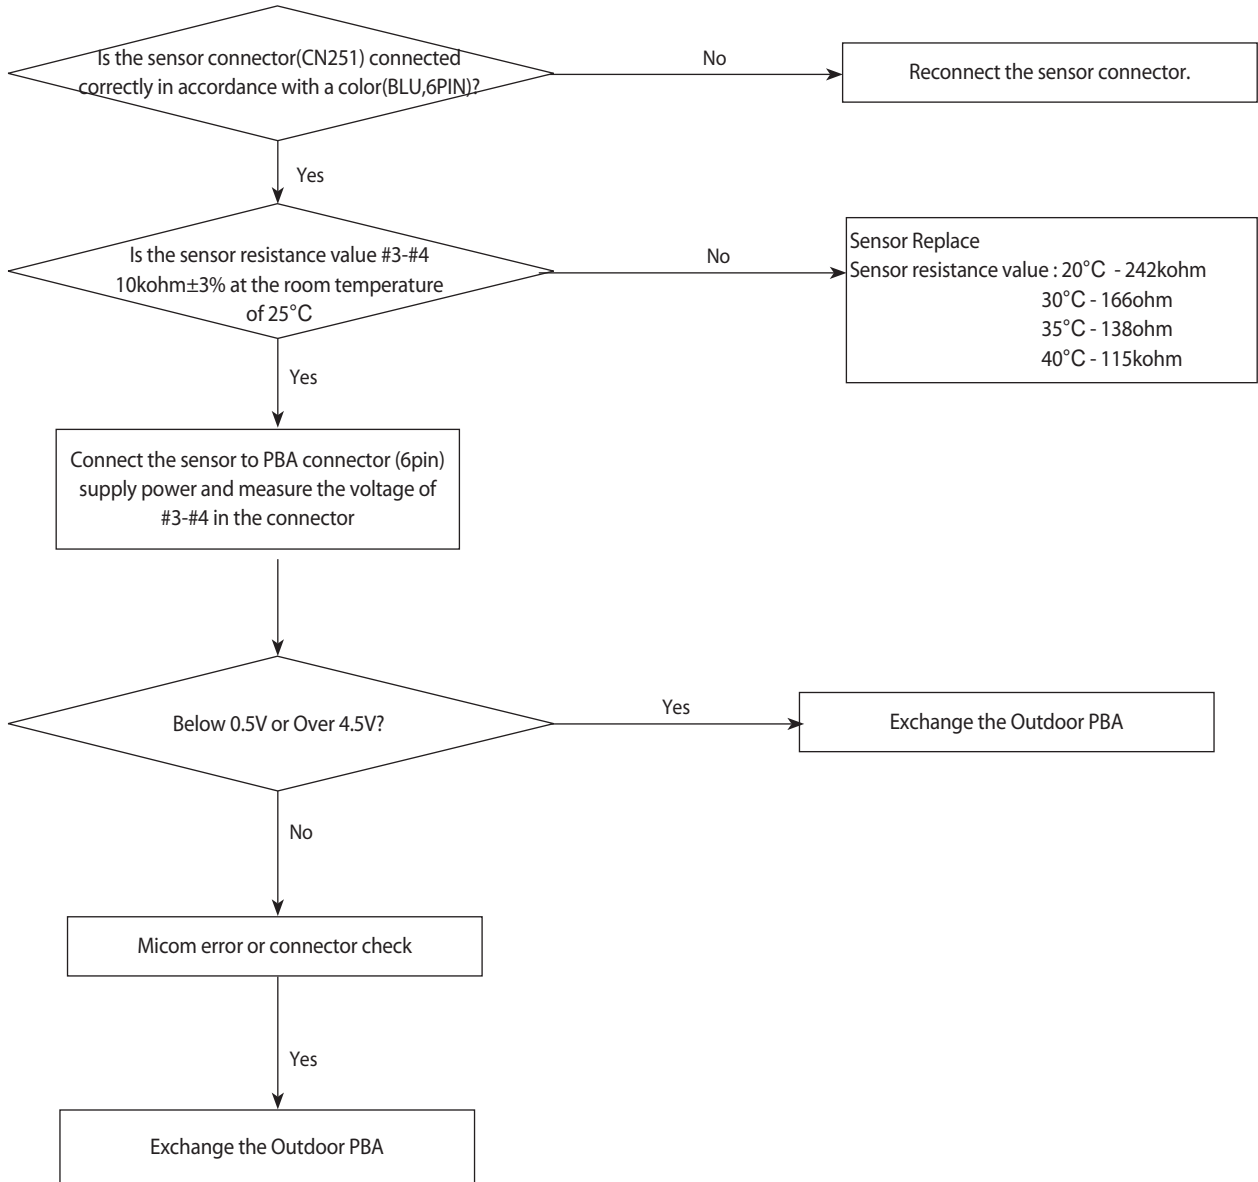 Is the sensor connector(CN251) connected
correctly in accordance with a color(BLU,6PIN)?
No
Reconnect the sensor connector.
Yes
Is the sensor resistance value #3-#4
10kohm±3% at the room temperature
of 25°C
No
Sensor Replace
Sensor resistance value : 20°C - 242kohm
30°C - 166ohm
35°C - 138ohm
40°C - 115kohm
Yes
Connect the sensor to PBA connector (6pin)
supply power and measure the voltage of
#3-#4 in the connector
Below 0.5V or Over 4.5V?
Yes
Exchange the Outdoor PBA
No
Micom error or connector check
Yes
Exchange the Outdoor PBA